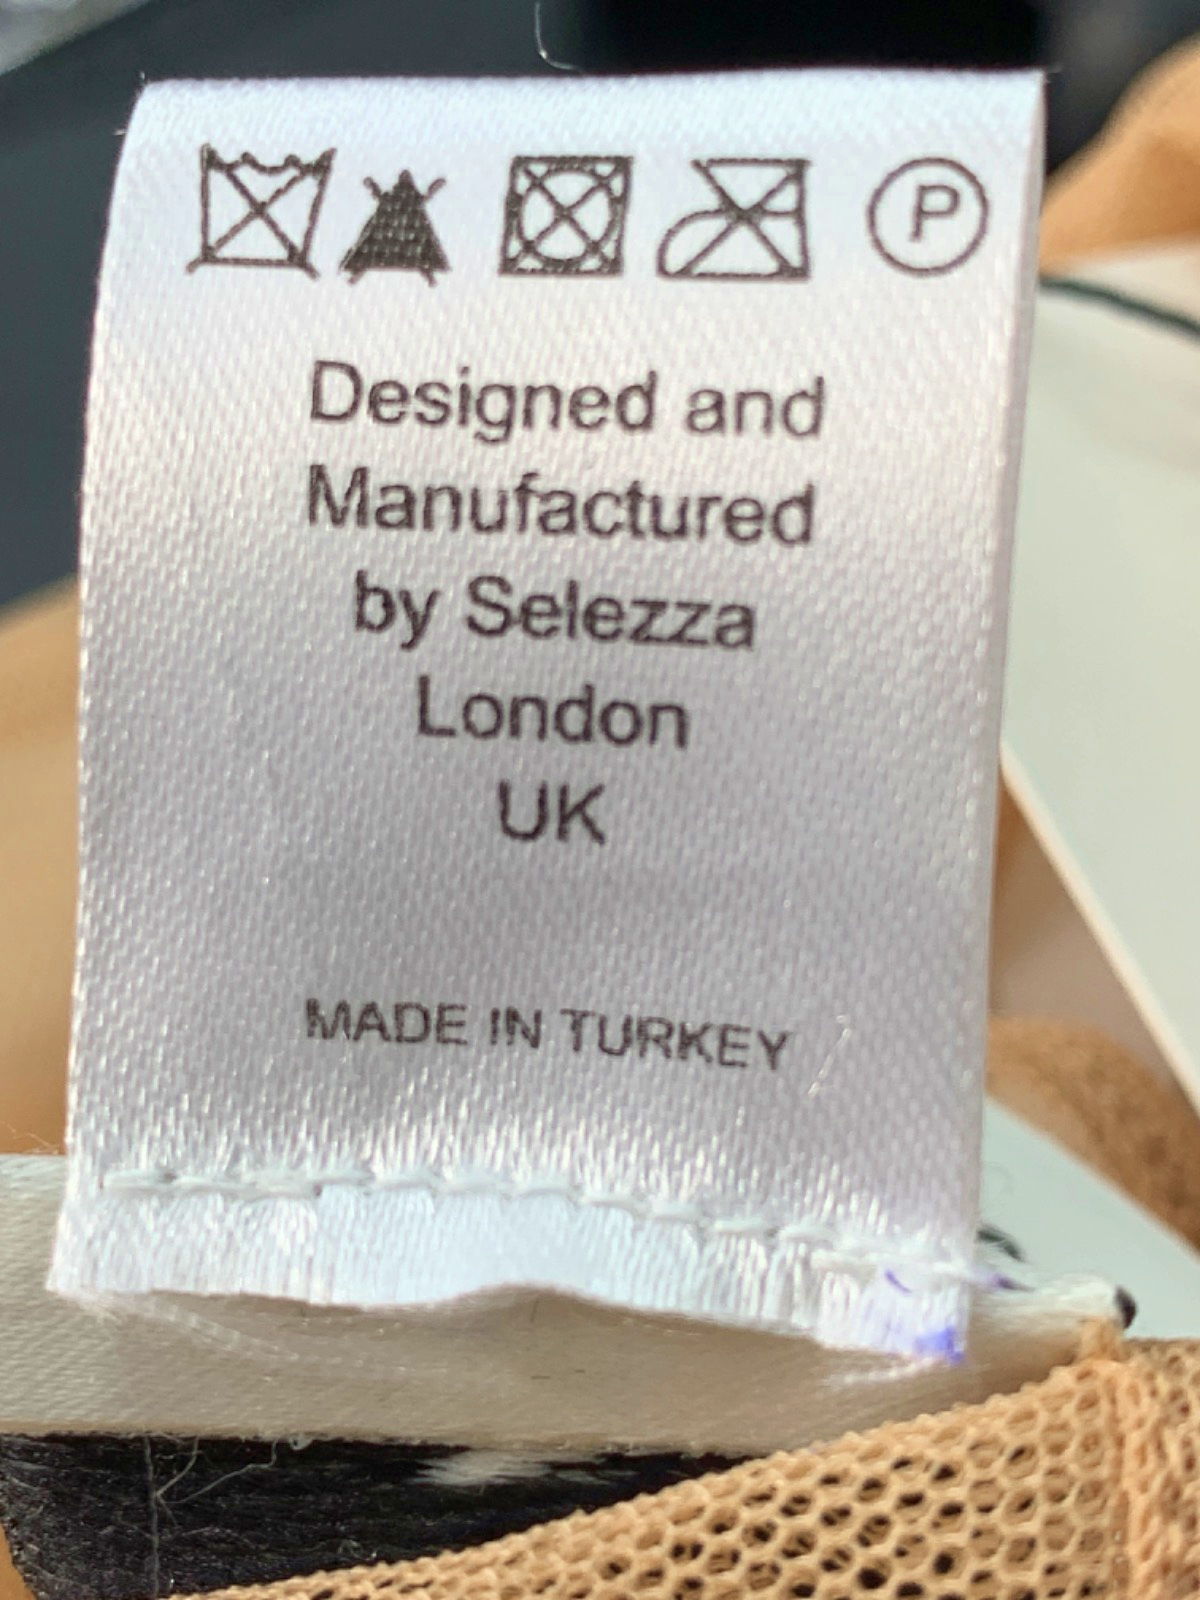 P
Designed and
Manufactured
by Selezza
London
UK
MADE IN TURKEY